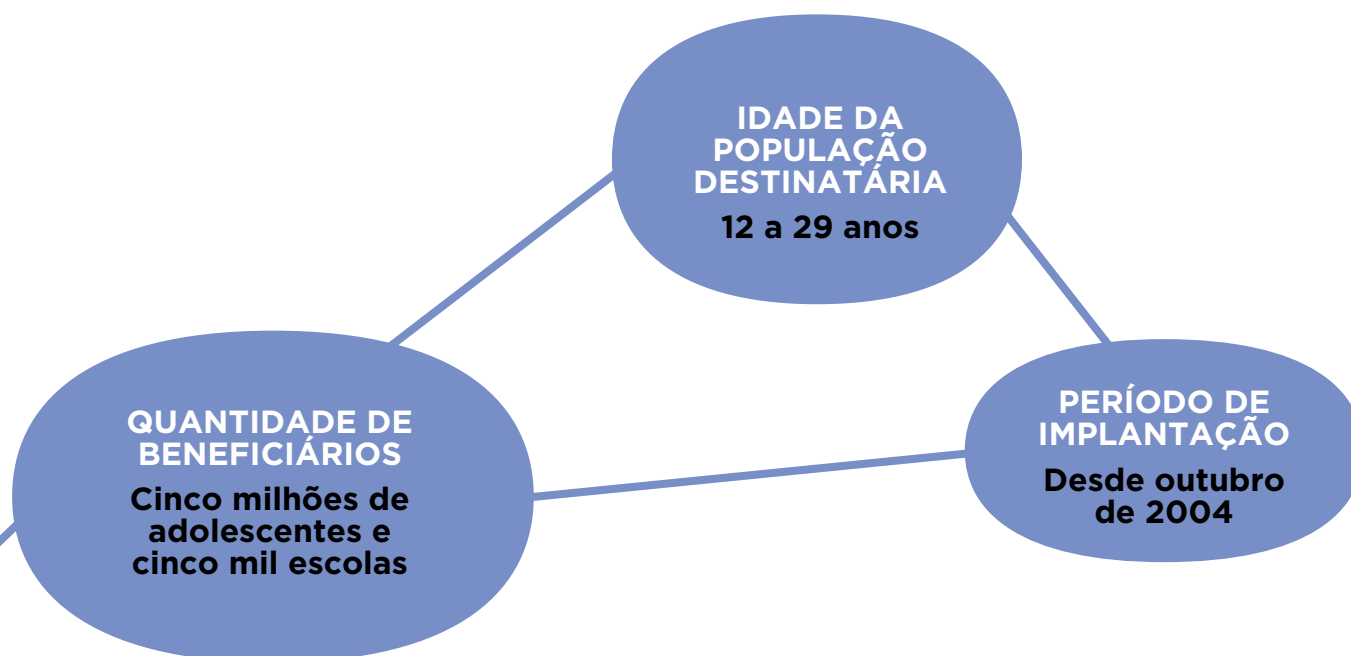 IDADE DA
POPULAÇÃO
DESTINATÁRIA
12 a 29 anos
QUANTIDADE DE
BENEFICIÁRIOS
Cinco milhões de
adolescentes e
cinco mil escolas
PERÍODO DE
IMPLANTAÇÃO
Desde outubro
de 2004